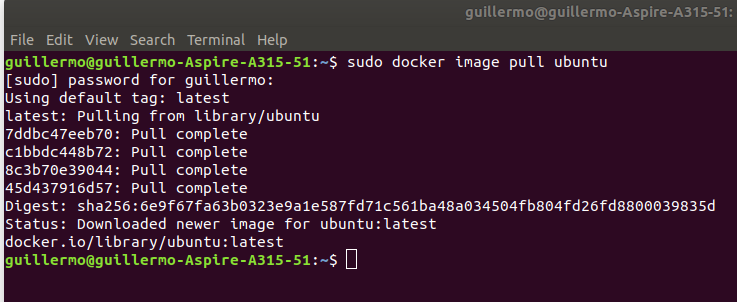 guillermo@guillermo-Aspire-A315-51:
File Edit View Search Terminal Help
guillermo@guillermo-Aspire-A315-51:~$ sudo docker image pull ubuntu
[sudo] password for guillermo:
Using default tag: latest
latest: Pulling from library/ubuntu
7ddbc47eeb70: Pull complete
c1bbdc448b72: Pull complete
8c3b70e39044: Pull complete
45d437916d57: Pull complete
Digest: sha256:6e9f67fa63b0323e9a1e587fd71c561ba48a034504fb804fd26fd8800039835d
Status: Downloaded newer image for ubuntu:latest
docker.io/library/ubuntu:latest
guillermo@guillermo-Aspire-A315-51:~$